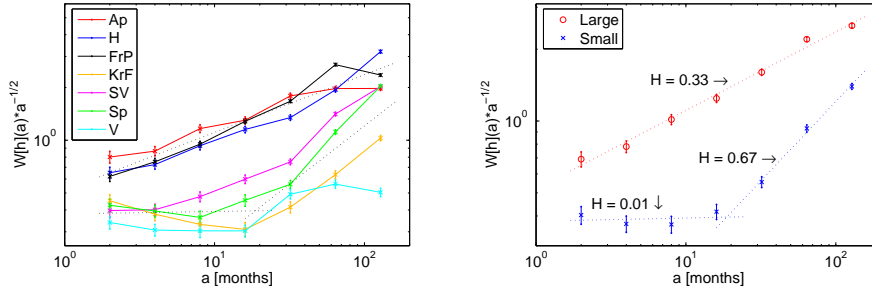 Ap
H
FrP
KrF
SV
Sp
V
W[h](a)*a^-1/2
10^0
10^0
10^1
10^2
a [months]
Large
Small
H = 0.33 →
H = 0.67 →
H = 0.01 ↓
W[h](a)*a^-1/2
10^0
10^0
10^1
10^2
a [months]